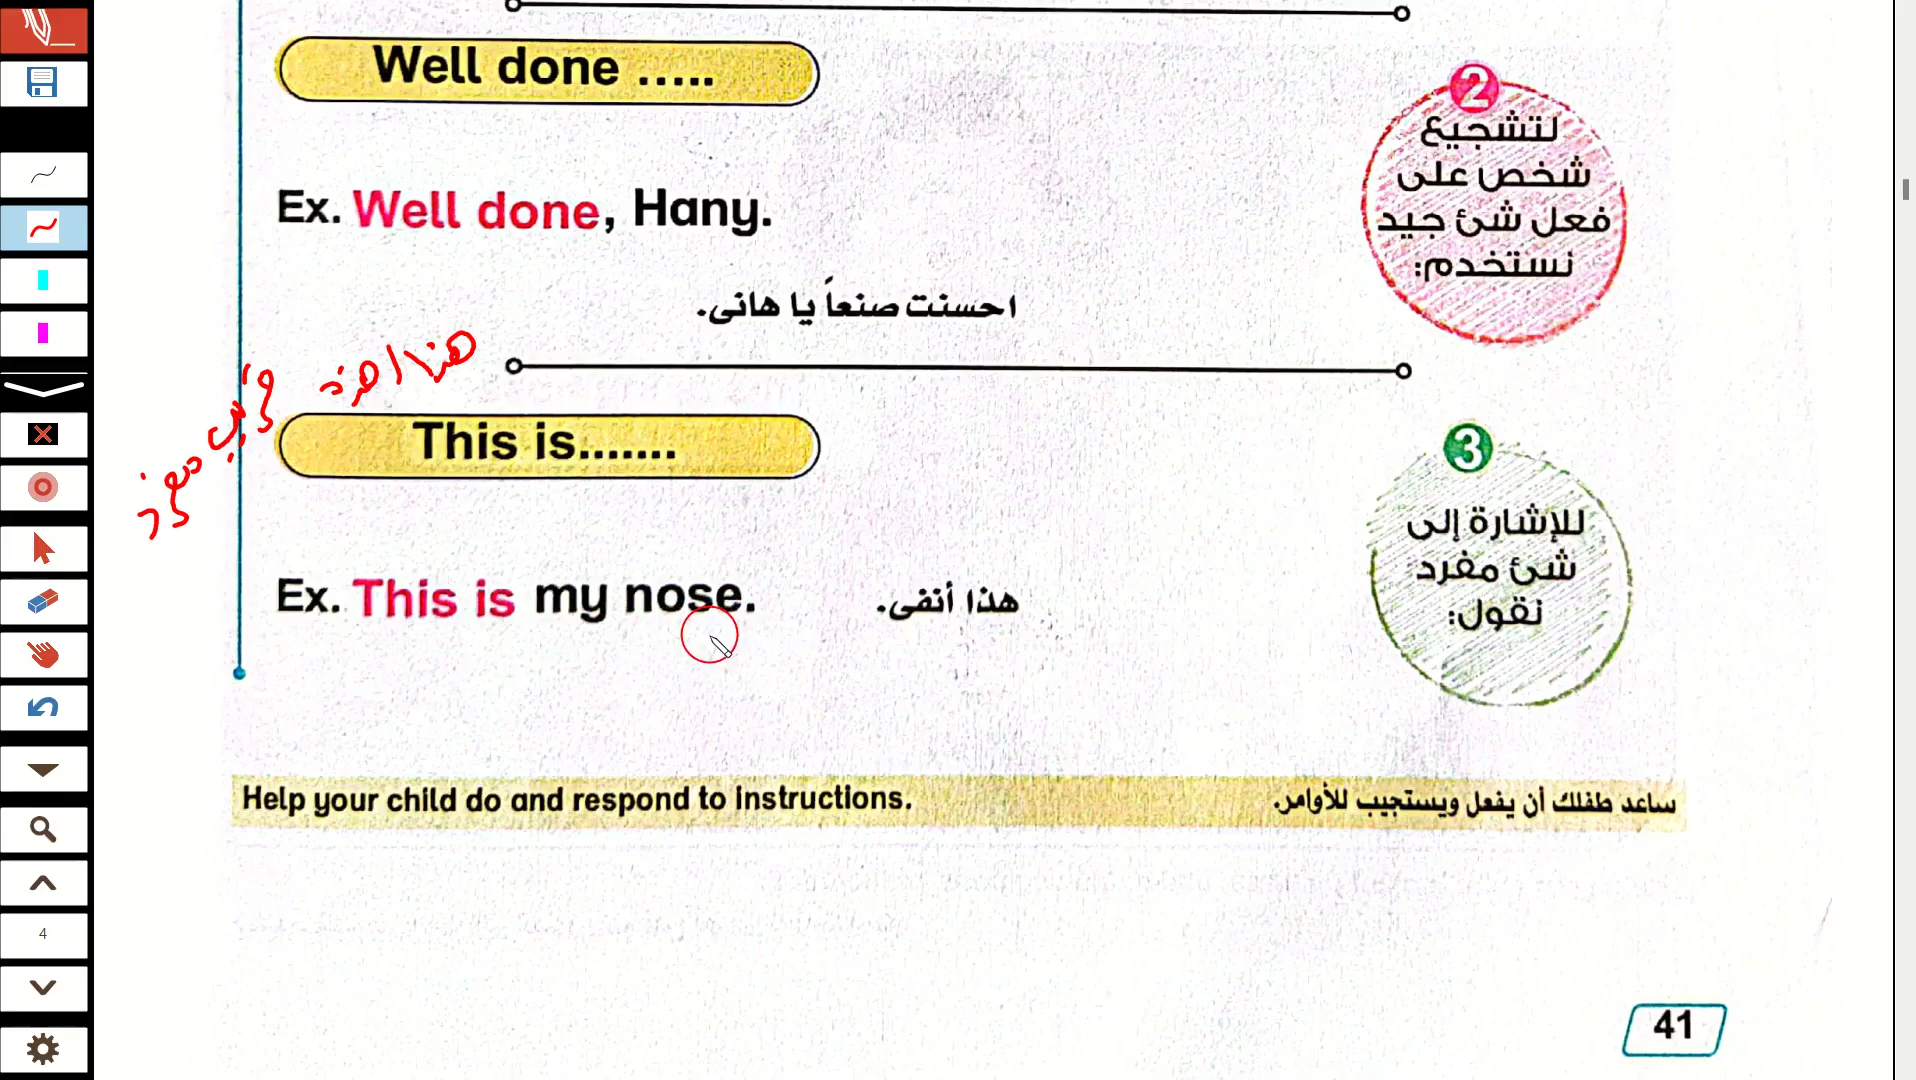 Well done .....
2
لتشجيع
شخص على
فعل شئ جيد
نستخدم:
Ex. Well done, Hany.
احسنت صنعاً يا هانى.
This is.......
3
للإشارة إلى
شئ مفرد
نقول:
Ex. This is my nose.
هذا أنفى.
Help your child do and respond to instructions.
ساعد طفلك أن يفعل ويستجيب للأوامر.
4
41